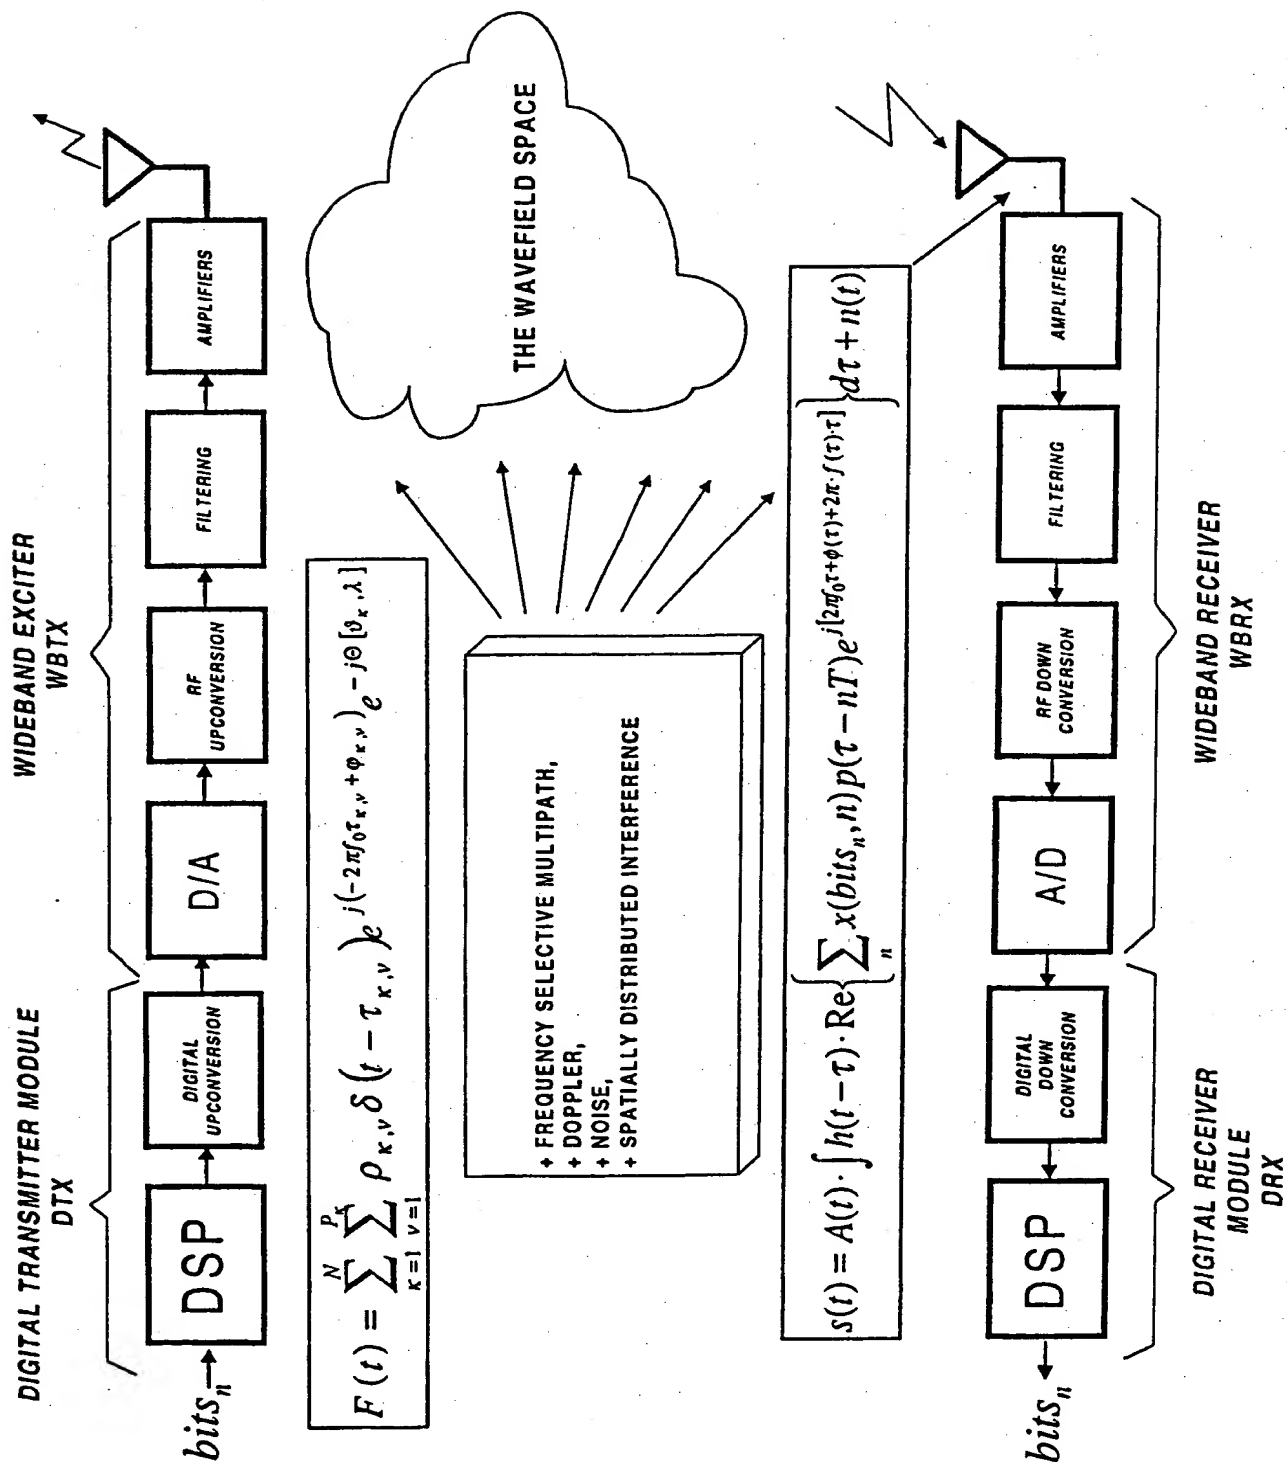 DIGITAL TRANSMITTER MODULE
DTX
WIDEBAND EXCITER
WBTX
bits_n
DSP
DIGITAL
UPCONVERSION
D/A
RF
UPCONVERSION
FILTERING
AMPLIFIERS
F(t) = \sum_{κ=1}^{N} \sum_{ν=1}^{P_κ} ρ_{κ,ν} δ(t − τ_{κ,ν}) e^{j(−2πf_0τ_{κ,ν} + φ_{κ,ν})} e^{−jΘ[ϑ_κ,λ]}
+ FREQUENCY SELECTIVE MULTIPATH,
+ DOPPLER,
+ NOISE,
+ SPATIALLY DISTRIBUTED INTERFERENCE
THE WAVEFIELD SPACE
s(t) = A(t) · ∫ h(t − τ) · Re{ \sum_n x(bits_n, n) p(τ − nT) e^{j[2πf_0τ + ϕ(τ) + 2π·f(τ)·τ]} } dτ + n(t)
bits_n
DSP
DIGITAL
DOWN
CONVERSION
A/D
RF DOWN
CONVERSION
FILTERING
AMPLIFIERS
DIGITAL RECEIVER
MODULE
DRX
WIDEBAND RECEIVER
WBRX